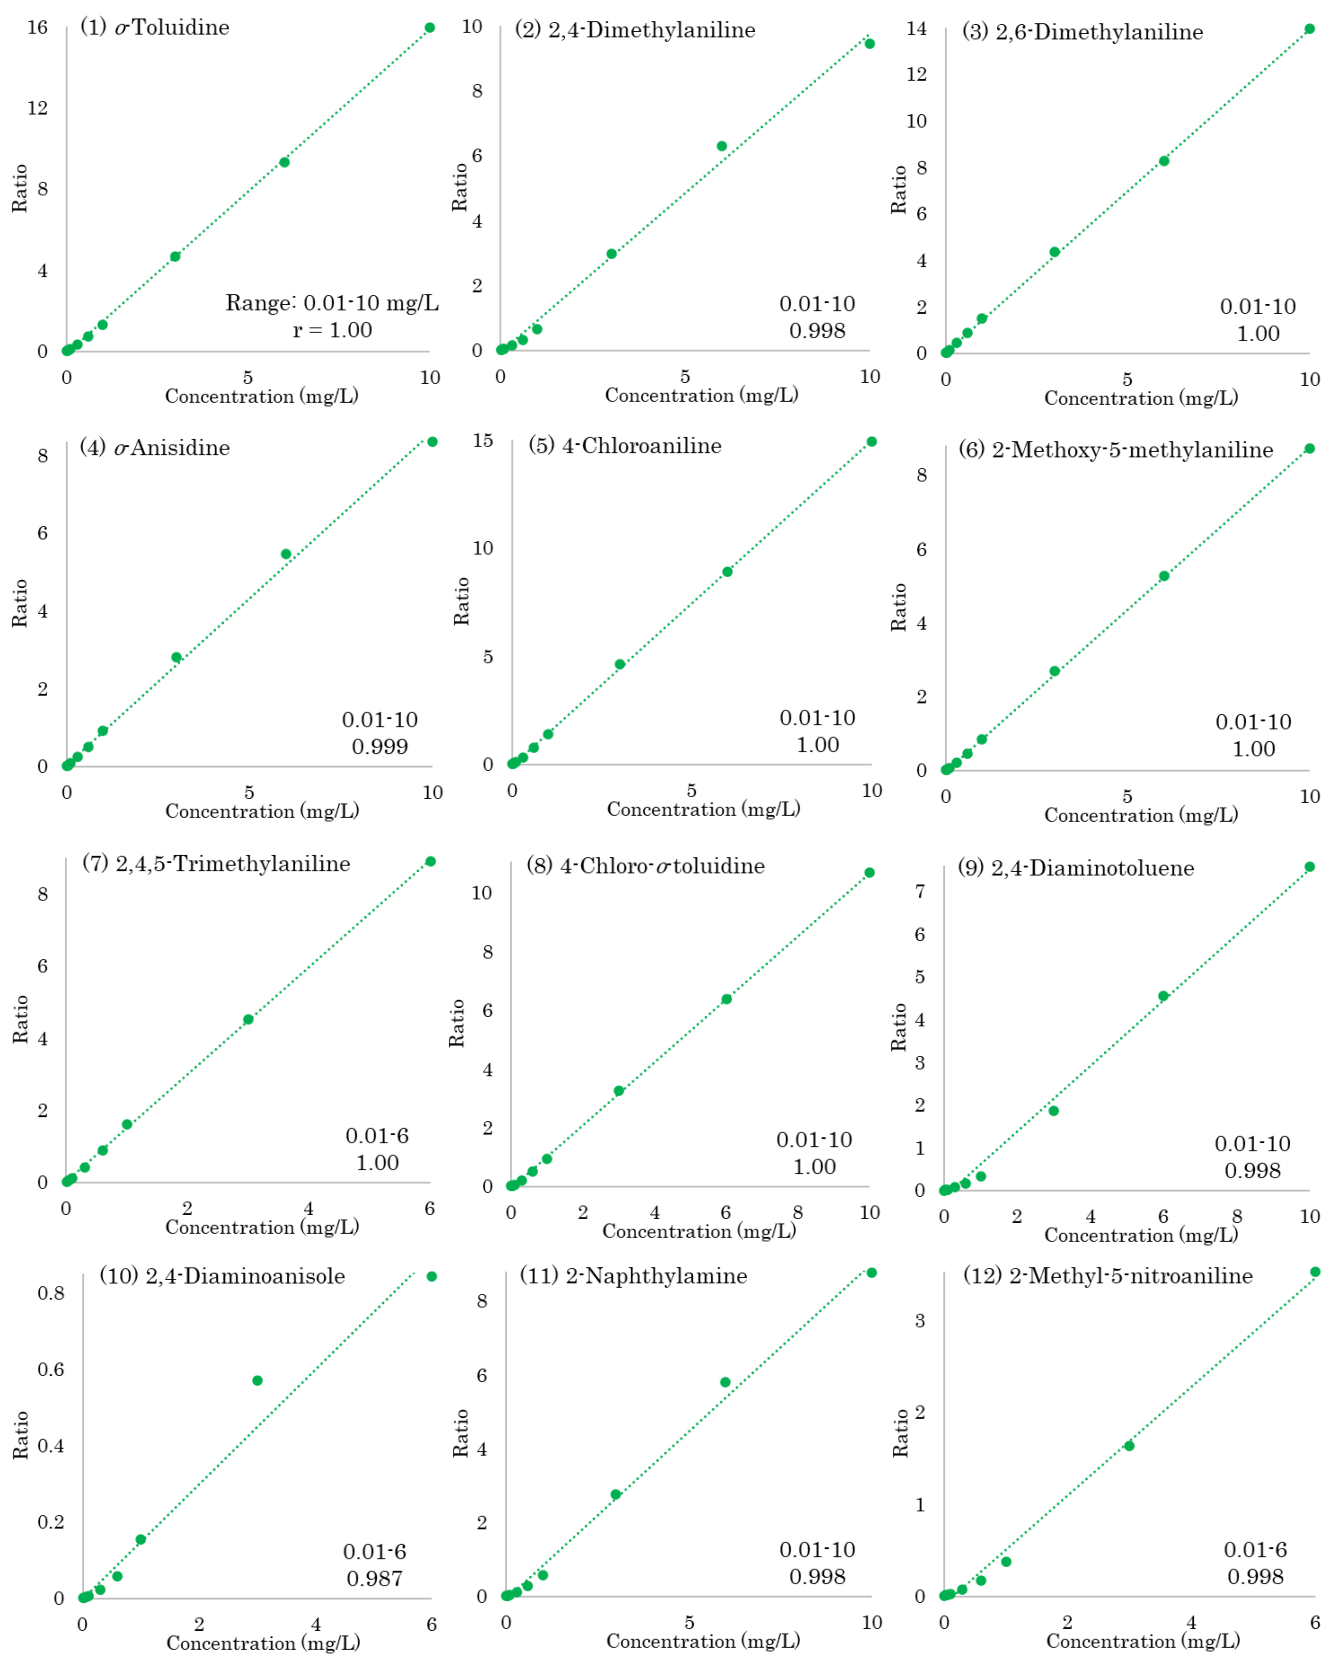 (1) o-Toluidine
16
12
8
4
0
Ratio
Range: 0.01-10 mg/L
r = 1.00
0 5 10
Concentration (mg/L)
(2) 2,4-Dimethylaniline
10
8
6
4
2
0
Ratio
0.01-10
0.998
0 5 10
Concentration (mg/L)
(3) 2,6-Dimethylaniline
14
12
10
8
6
4
2
0
Ratio
0.01-10
1.00
0 5 10
Concentration (mg/L)
(4) o-Anisidine
8
6
4
2
0
Ratio
0.01-10
0.999
0 5 10
Concentration (mg/L)
(5) 4-Chloroaniline
15
10
5
0
Ratio
0.01-10
1.00
0 5 10
Concentration (mg/L)
(6) 2-Methoxy-5-methylaniline
8
6
4
2
0
Ratio
0.01-10
1.00
0 5 10
Concentration (mg/L)
(7) 2,4,5-Trimethylaniline
8
6
4
2
0
Ratio
0.01-6
1.00
0 2 4 6
Concentration (mg/L)
(8) 4-Chloro-o-toluidine
10
8
6
4
2
0
Ratio
0.01-10
1.00
0 2 4 6 8 10
Concentration (mg/L)
(9) 2,4-Diaminotoluene
7
6
5
4
3
2
1
0
Ratio
0.01-10
0.998
0 2 4 6 8 10
Concentration (mg/L)
(10) 2,4-Diaminoanisole
0.8
0.6
0.4
0.2
0
Ratio
0.01-6
0.987
0 2 4 6
Concentration (mg/L)
(11) 2-Naphthylamine
8
6
4
2
0
Ratio
0.01-10
0.998
0 5 10
Concentration (mg/L)
(12) 2-Methyl-5-nitroaniline
3
2
1
0
Ratio
0.01-6
0.998
0 2 4 6
Concentration (mg/L)